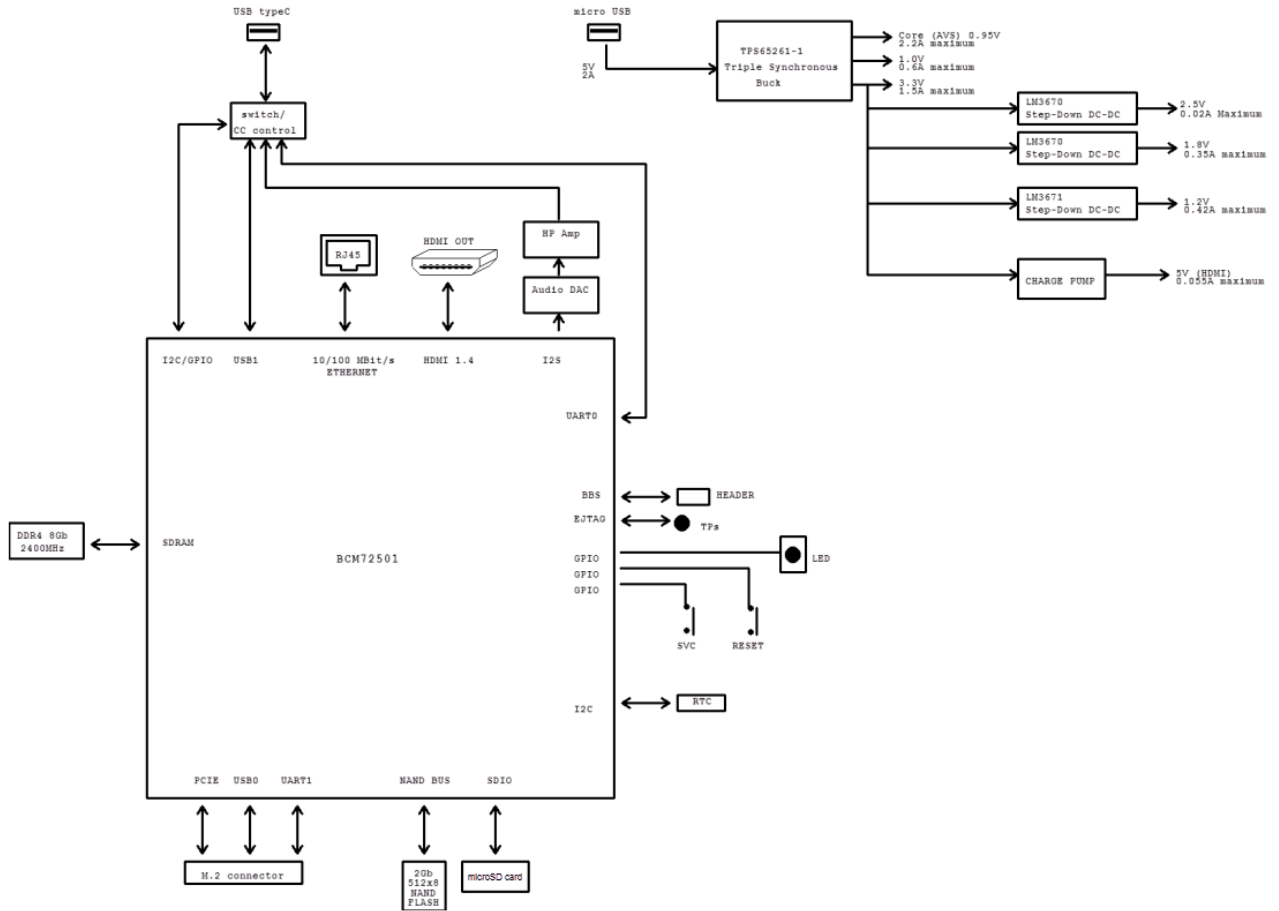 USB typeC
micro USB
5V
2A
TPS65261-1
Triple Synchronous
Buck
Core (AVS) 0.95V
2.2A maximum
1.0V
0.6A maximum
3.3V
1.5A maximum
LM3670
Step-Down DC-DC
2.5V
0.02A Maximum
LM3670
Step-Down DC-DC
1.8V
0.35A maximum
LM3671
Step-Down DC-DC
1.2V
0.42A maximum
CHARGE PUMP
5V (HDMI)
0.055A maximum
switch/
CC control
RJ45
HDMI OUT
HP Amp
Audio DAC
I2C/GPIO
USB1
10/100 MBit/s
ETHERNET
HDMI 1.4
I2S
UART0
BBS
HEADER
EJTAG
TPs
DDR4 8Gb
2400MHz
SDRAM
BCM72501
GPIO
LED
GPIO
GPIO
SVC
RESET
I2C
RTC
PCIE
USB0
UART1
NAND BUS
SDIO
M.2 connector
2Gb
512x8
NAND
FLASH
microSD card